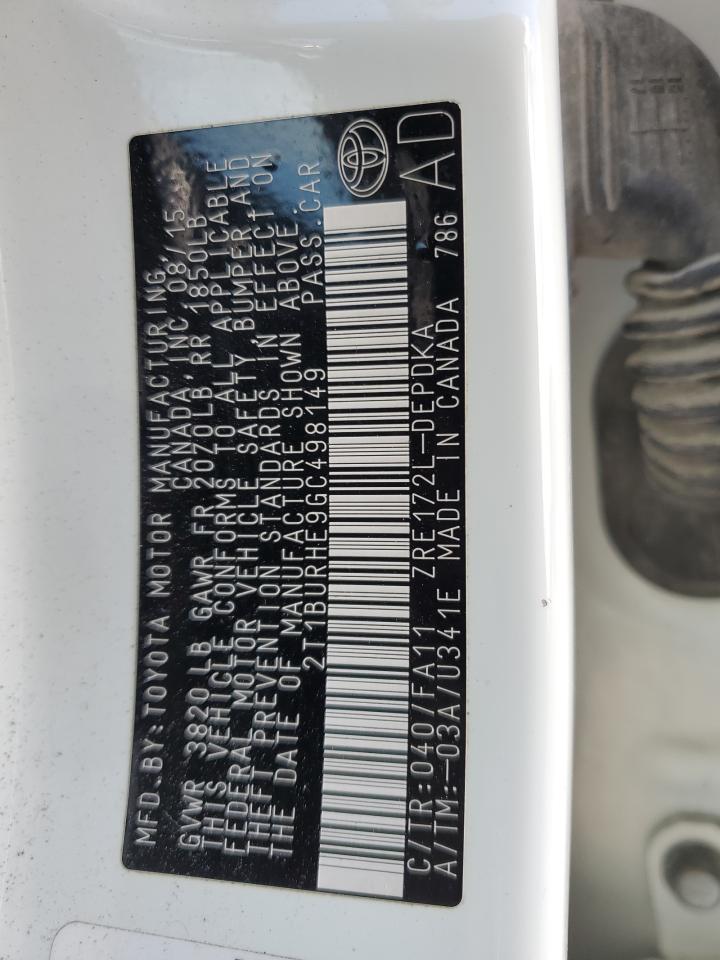 MFD.BY:TOYOTA MOTOR MANUFACTURING,
CANADA, INC 08/15
GVWR 3820 LB GAWR FR 2070LB, RR 1850LB
THIS VEHICLE CONFORMS TO ALL APPLICABLE
FEDERAL MOTOR VEHICLE SAFETY, BUMPER AND
THEFT PREVENTION STANDARDS IN EFFECT ON
THE DATE OF MANUFACTURE SHOWN ABOVE.
2T1BURHE9GC498149 PASS.CAR
C/TR:040/FA11 ZRE172L-DEPDKA
A/TM:-03A/U341E MADE IN CANADA 786
AD